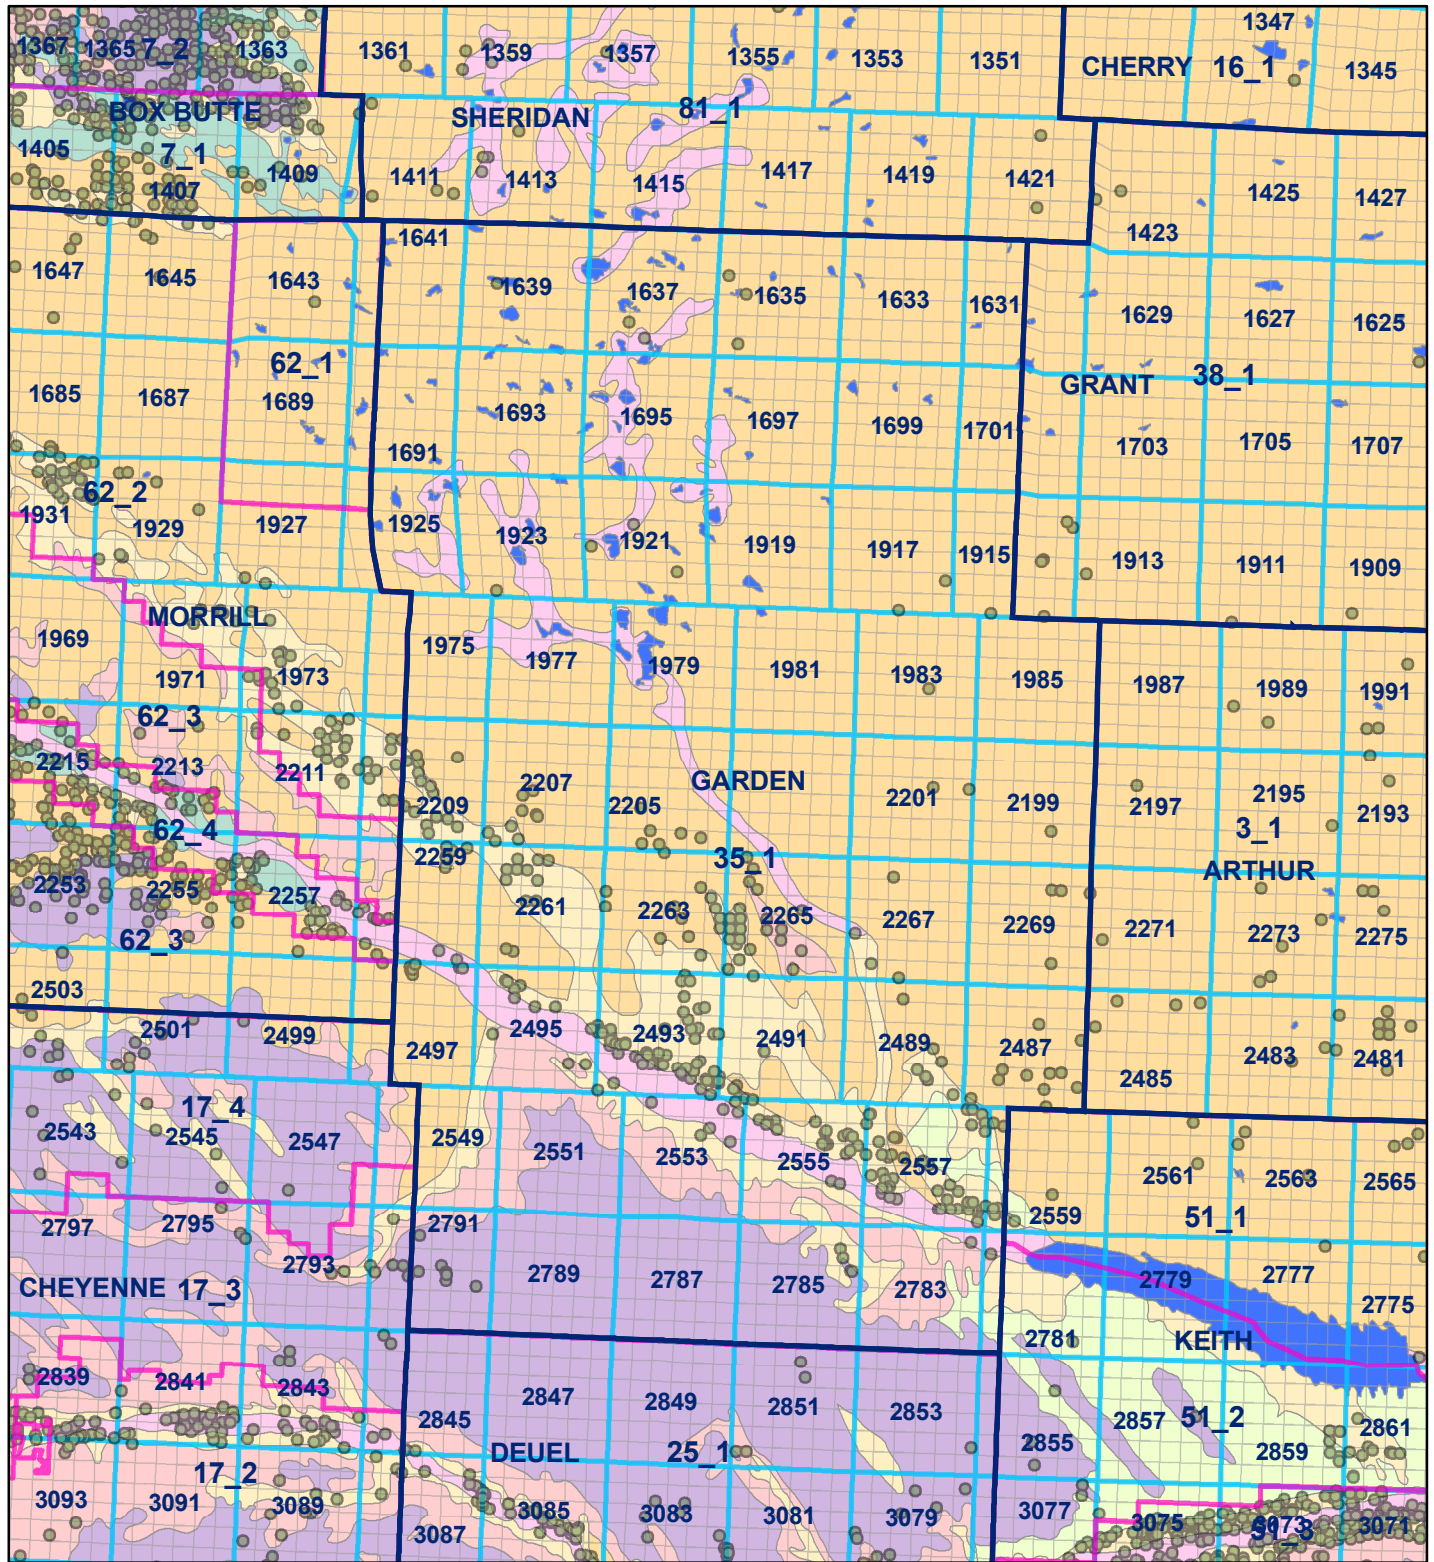 1347
1367 1365 7_2 1363 1361 1359 1357 1355 1353 1351 CHERRY 16_1 1345
BOX BUTTE SHERIDAN 81_1
1405 7_1 1409 1411 1413 1415 1417 1419 1421 1425 1427
1407
1423
1641
1647 1645 1643 1639 1637 1635 1633 1631 1629 1627 1625
62_1 GRANT 38_1
1685 1687 1689 1693 1695 1697 1699 1701 1703 1705 1707
1691
62_2
1931 1929 1927 1925 1923 1921 1919 1917 1915 1913 1911 1909
MORRILL
1969 1971 1973 1975 1977 1979 1981 1983 1985 1987 1989 1991
62_3
2215 2213 2211 GARDEN
2209 2207 2205 2201 2199 2197 2195 2193
62_4 3_1
2259 35_1 ARTHUR
2253 2255 2257 2261 2263 2265 2267 2269 2271 2273 2275
62_3
2503
2501 2499 2497 2495 2493 2491 2489 2487 2485 2483 2481
17_4
2543 2545 2547 2549 2551 2553 2555 2557 2561 2563 2565
2797 2795 2791 2559 51_1
2793 2789 2787 2785 2783 2779 2777 2775
CHEYENNE 17_3
2781 KEITH
2839 2841 2843 2845 2847 2849 2851 2853 2857 51_2 2861
2855 2859
17_2 DEUEL 25_1
3093 3091 3089 3085 3083 3081 3079 3077 3075 3073 3071
51_3
3087